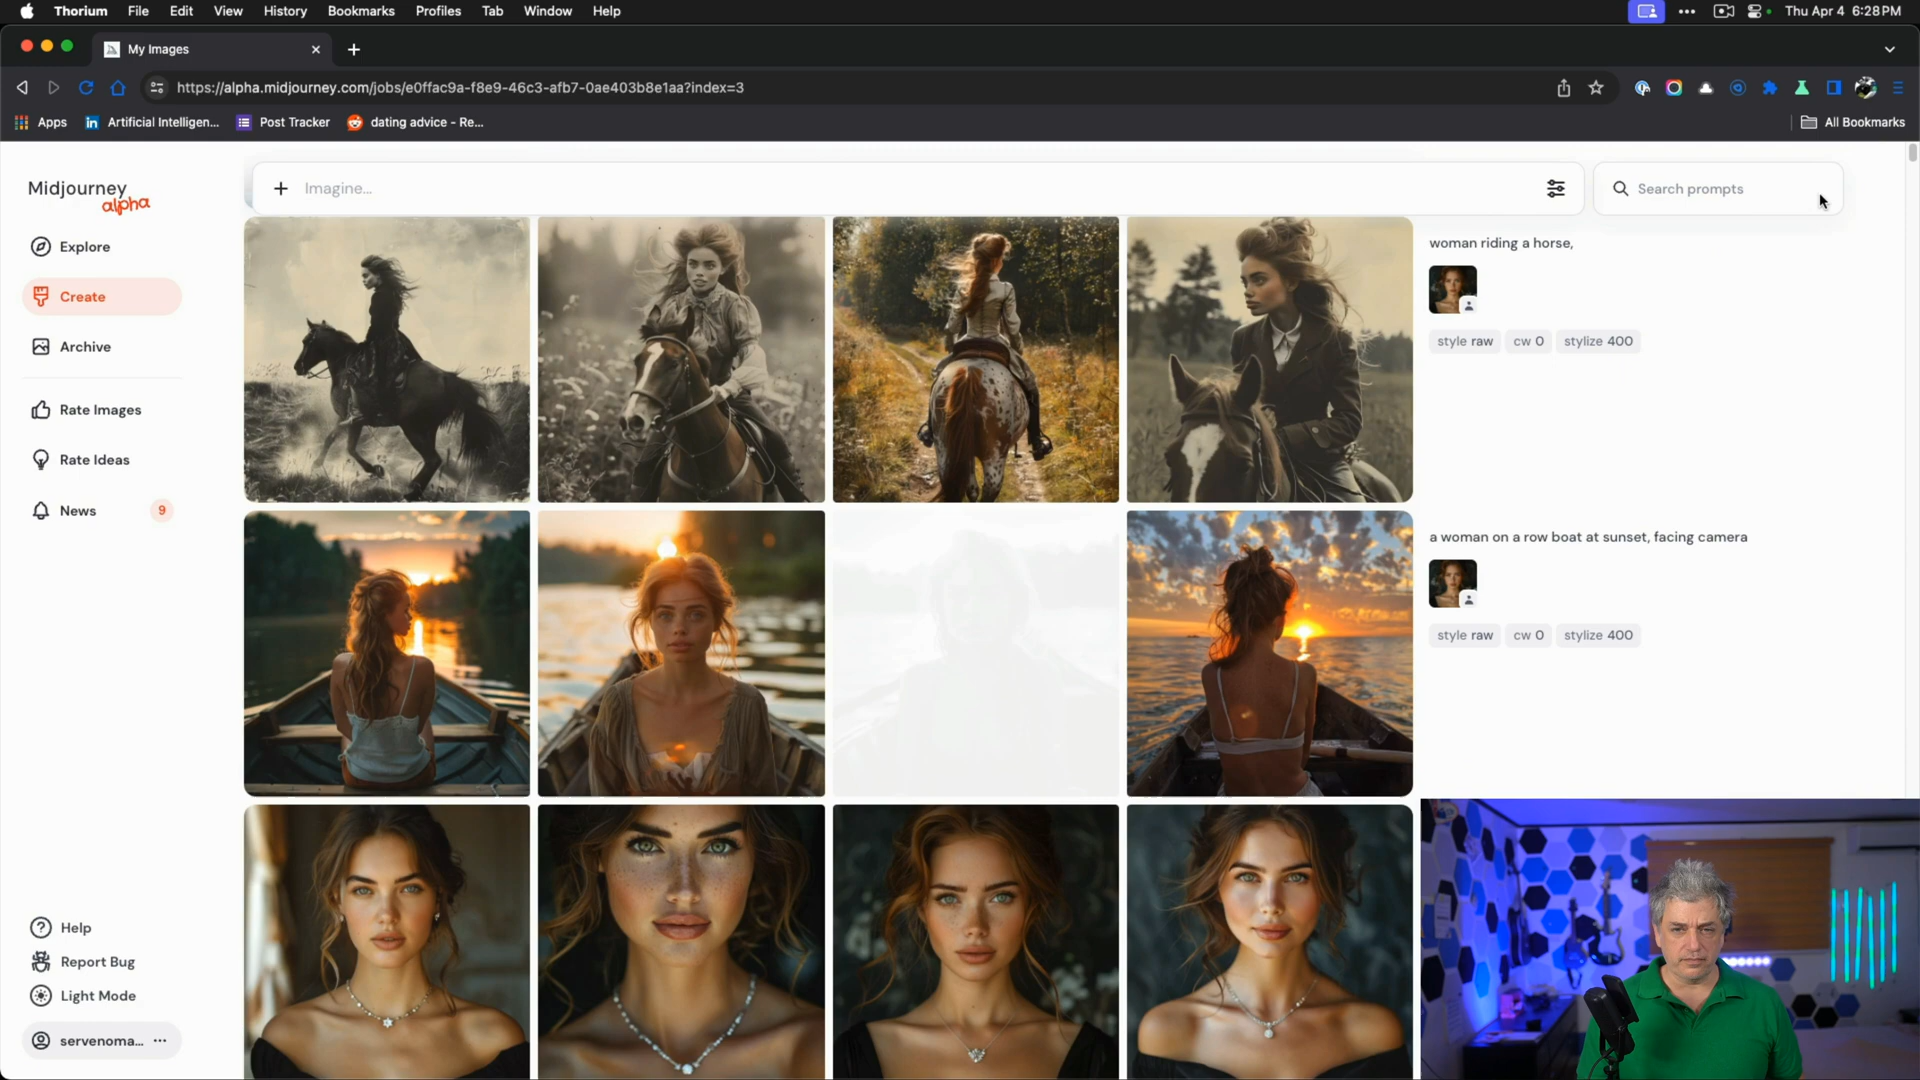 Thorium File Edit View History Bookmarks Profiles Tab Window Help
Thu Apr 4 6:28 PM
My Images
https://alpha.midjourney.com/jobs/e0ffac9a-f8e9-46c3-afb7-0ae403b8e1aa?index=3
Apps
Artificial Intelligen...
Post Tracker
dating advice - Re...
All Bookmarks
Midjourney
alpha
Imagine...
Search prompts
Explore
Create
Archive
Rate Images
Rate Ideas
News 9
woman riding a horse,
style raw cw 0 stylize 400
a woman on a row boat at sunset, facing camera
style raw cw 0 stylize 400
Help
Report Bug
Light Mode
servenoma...